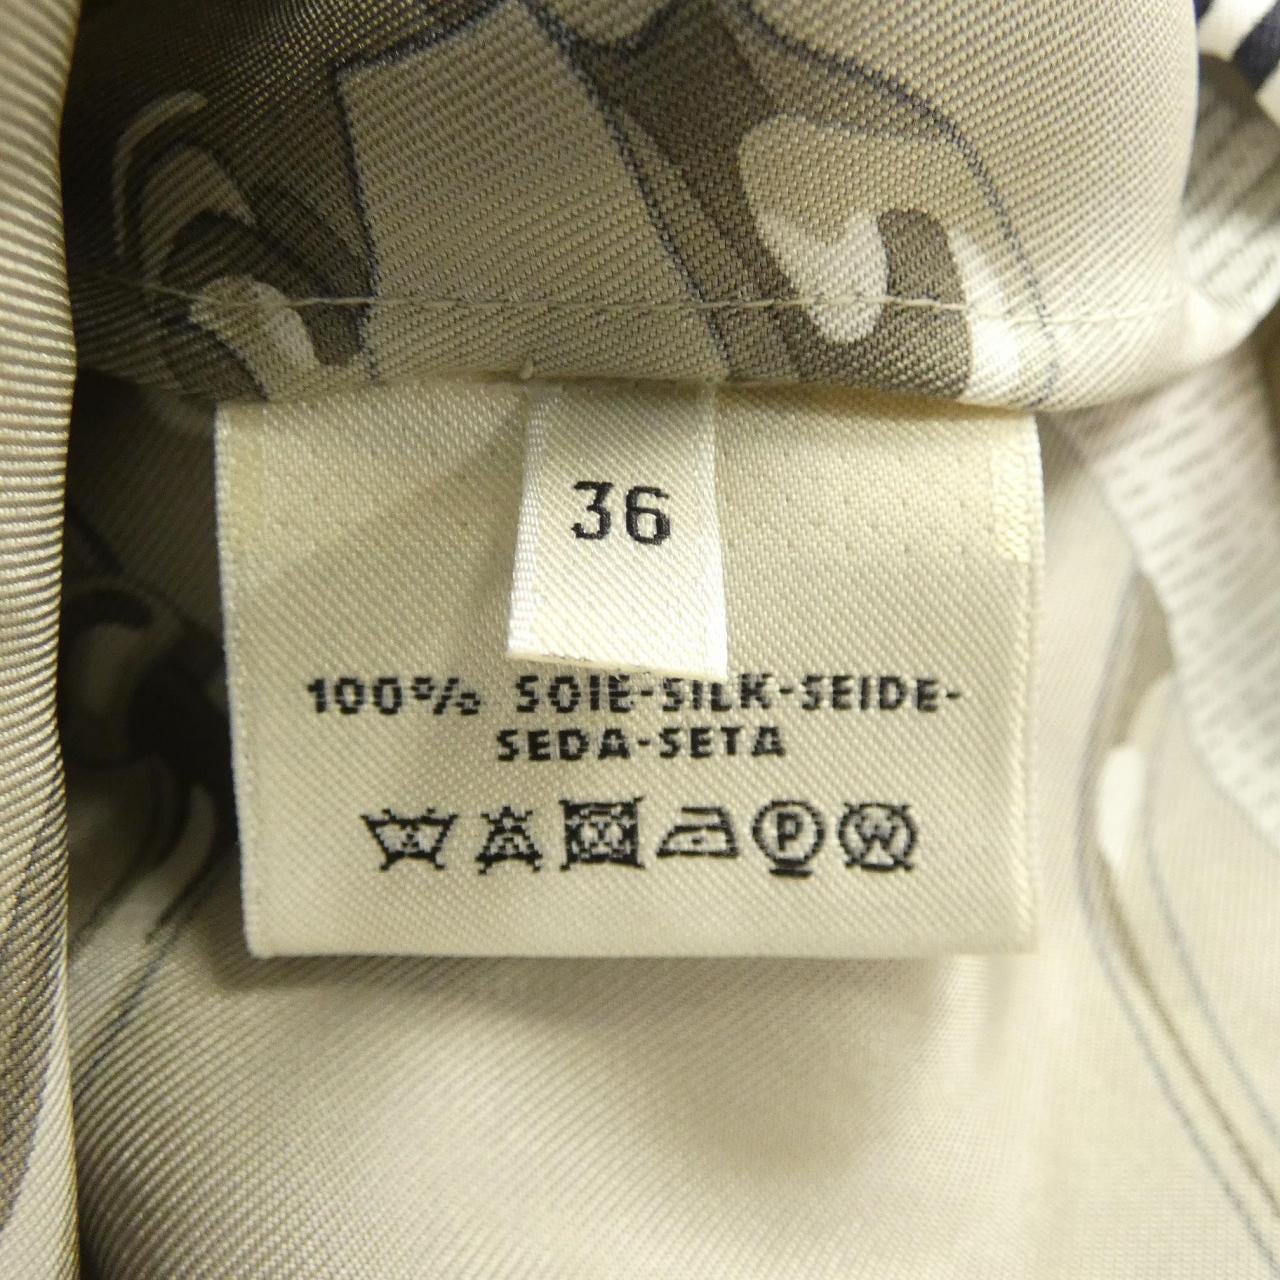 36
100% SOIE-SILK-SEIDE-
SEDA-SETA
P W